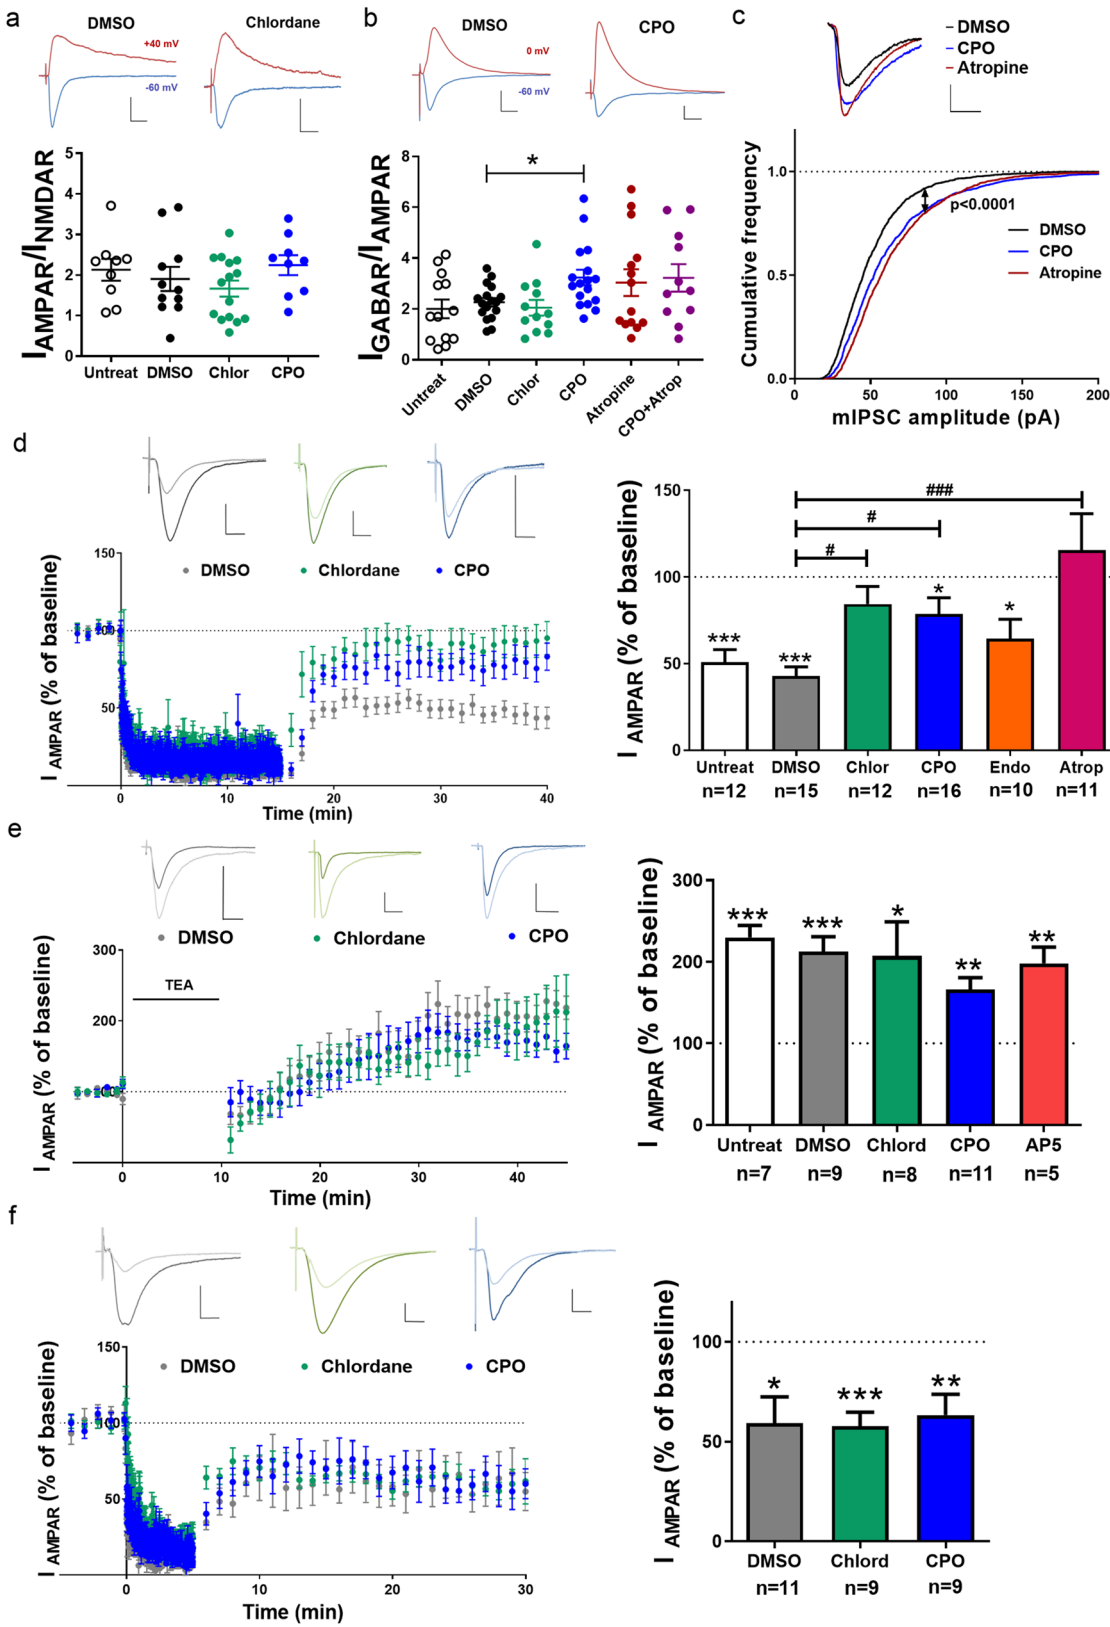 a
DMSO
Chlordane
+40 mV
-60 mV
5
4
3
2
1
0
IAMPAR/INMDAR
Untreat
DMSO
Chlor
CPO
b
DMSO
CPO
0 mV
-60 mV
*
8
6
4
2
0
IGABAR/IAMPAR
Untreat
DMSO
Chlor
CPO
Atropine
CPO+Atrop
c
DMSO
CPO
Atropine
Cumulative frequency
1.0
0.5
0.0
p<0.0001
DMSO
CPO
Atropine
0
50
100
150
200
mIPSC amplitude (pA)
d
DMSO
Chlordane
CPO
I AMPAR (% of baseline)
150
100
50
0
10
20
30
40
Time (min)
I AMPAR (% of baseline)
150
100
50
0
###
#
#
***
***
*
*
Untreat
DMSO
Chlor
CPO
Endo
Atrop
n=12
n=15
n=12
n=16
n=10
n=11
e
DMSO
Chlordane
CPO
TEA
I AMPAR (% of baseline)
300
200
100
0
10
20
30
40
Time (min)
I AMPAR (% of baseline)
300
200
100
0
***
***
*
**
**
Untreat
DMSO
Chlord
CPO
AP5
n=7
n=9
n=8
n=11
n=5
f
DMSO
Chlordane
CPO
I AMPAR (% of baseline)
150
100
50
0
10
20
30
Time (min)
I AMPAR (% of baseline)
100
50
0
*
***
**
DMSO
Chlord
CPO
n=11
n=9
n=9